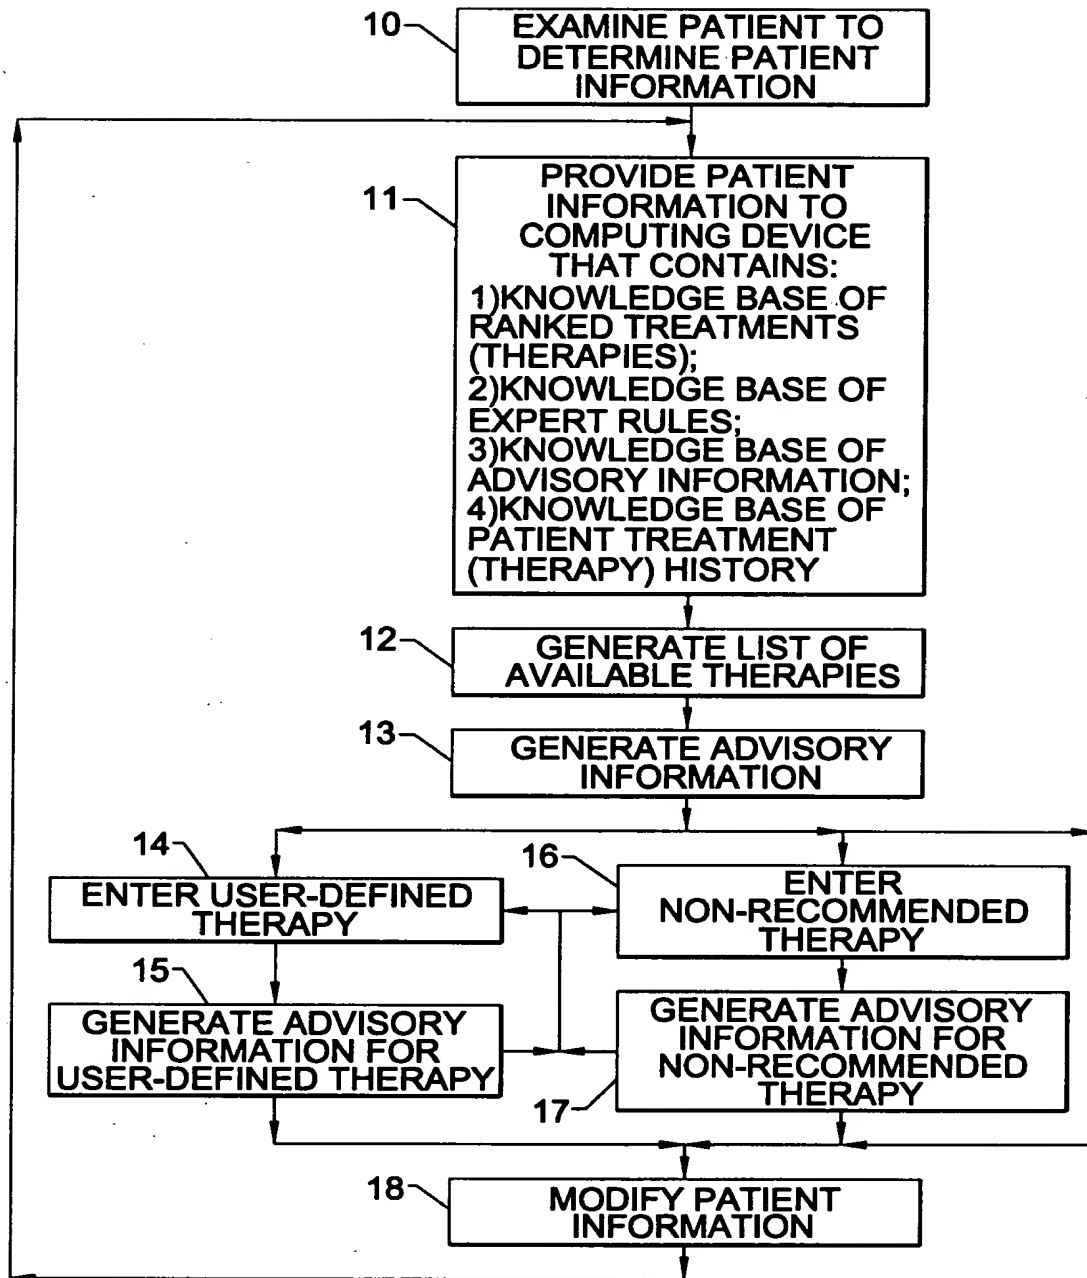 10
EXAMINE PATIENT TO
DETERMINE PATIENT
INFORMATION
11
PROVIDE PATIENT
INFORMATION TO
COMPUTING DEVICE
THAT CONTAINS:
1)KNOWLEDGE BASE OF
RANKED TREATMENTS
(THERAPIES);
2)KNOWLEDGE BASE OF
EXPERT RULES;
3)KNOWLEDGE BASE OF
ADVISORY INFORMATION;
4)KNOWLEDGE BASE OF
PATIENT TREATMENT
(THERAPY) HISTORY
12
GENERATE LIST OF
AVAILABLE THERAPIES
13
GENERATE ADVISORY
INFORMATION
14
ENTER USER-DEFINED
THERAPY
15
GENERATE ADVISORY
INFORMATION FOR
USER-DEFINED THERAPY
16
ENTER
NON-RECOMMENDED
THERAPY
GENERATE ADVISORY
INFORMATION FOR
NON-RECOMMENDED
THERAPY
17
18
MODIFY PATIENT
INFORMATION